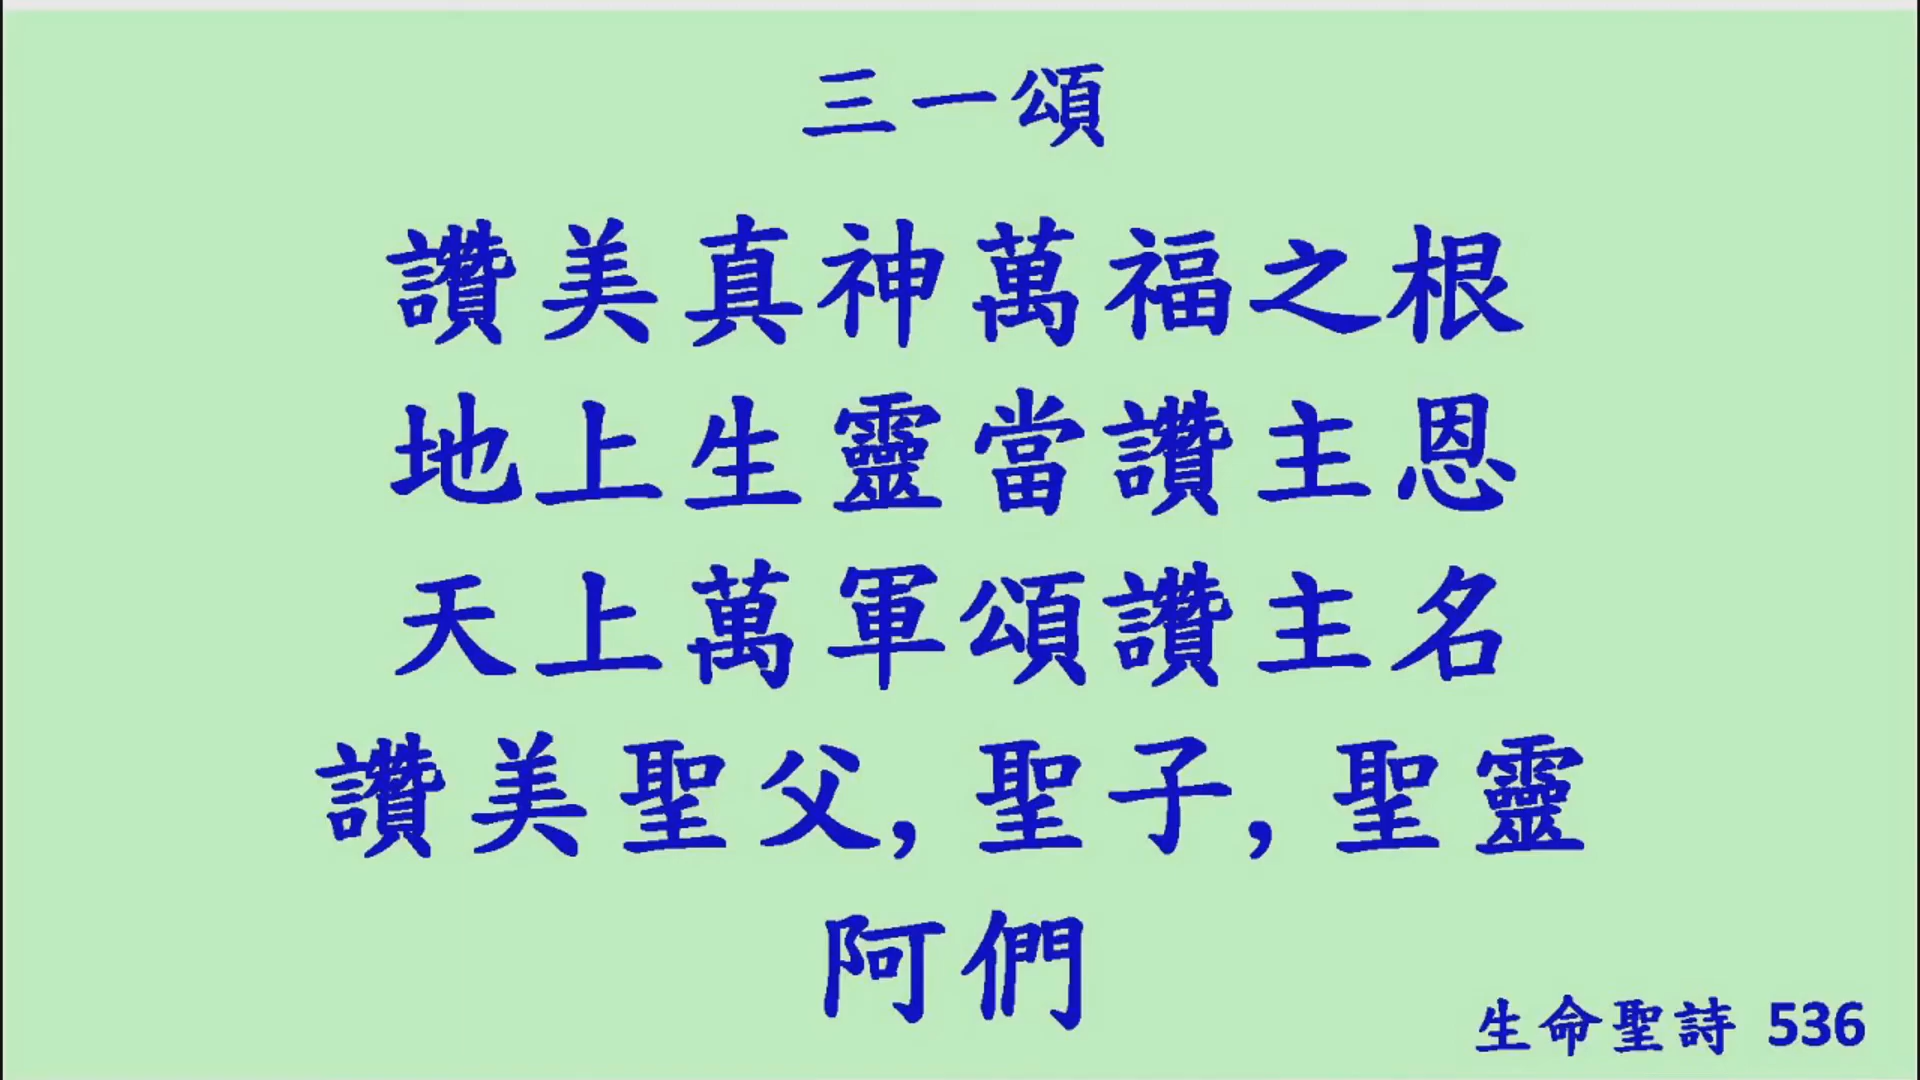 三一頌
讚美真神萬福之根
地上生靈當讚主恩
天上萬軍頌讚主名
讚美聖父,聖子,聖靈
阿們
生命聖詩 536